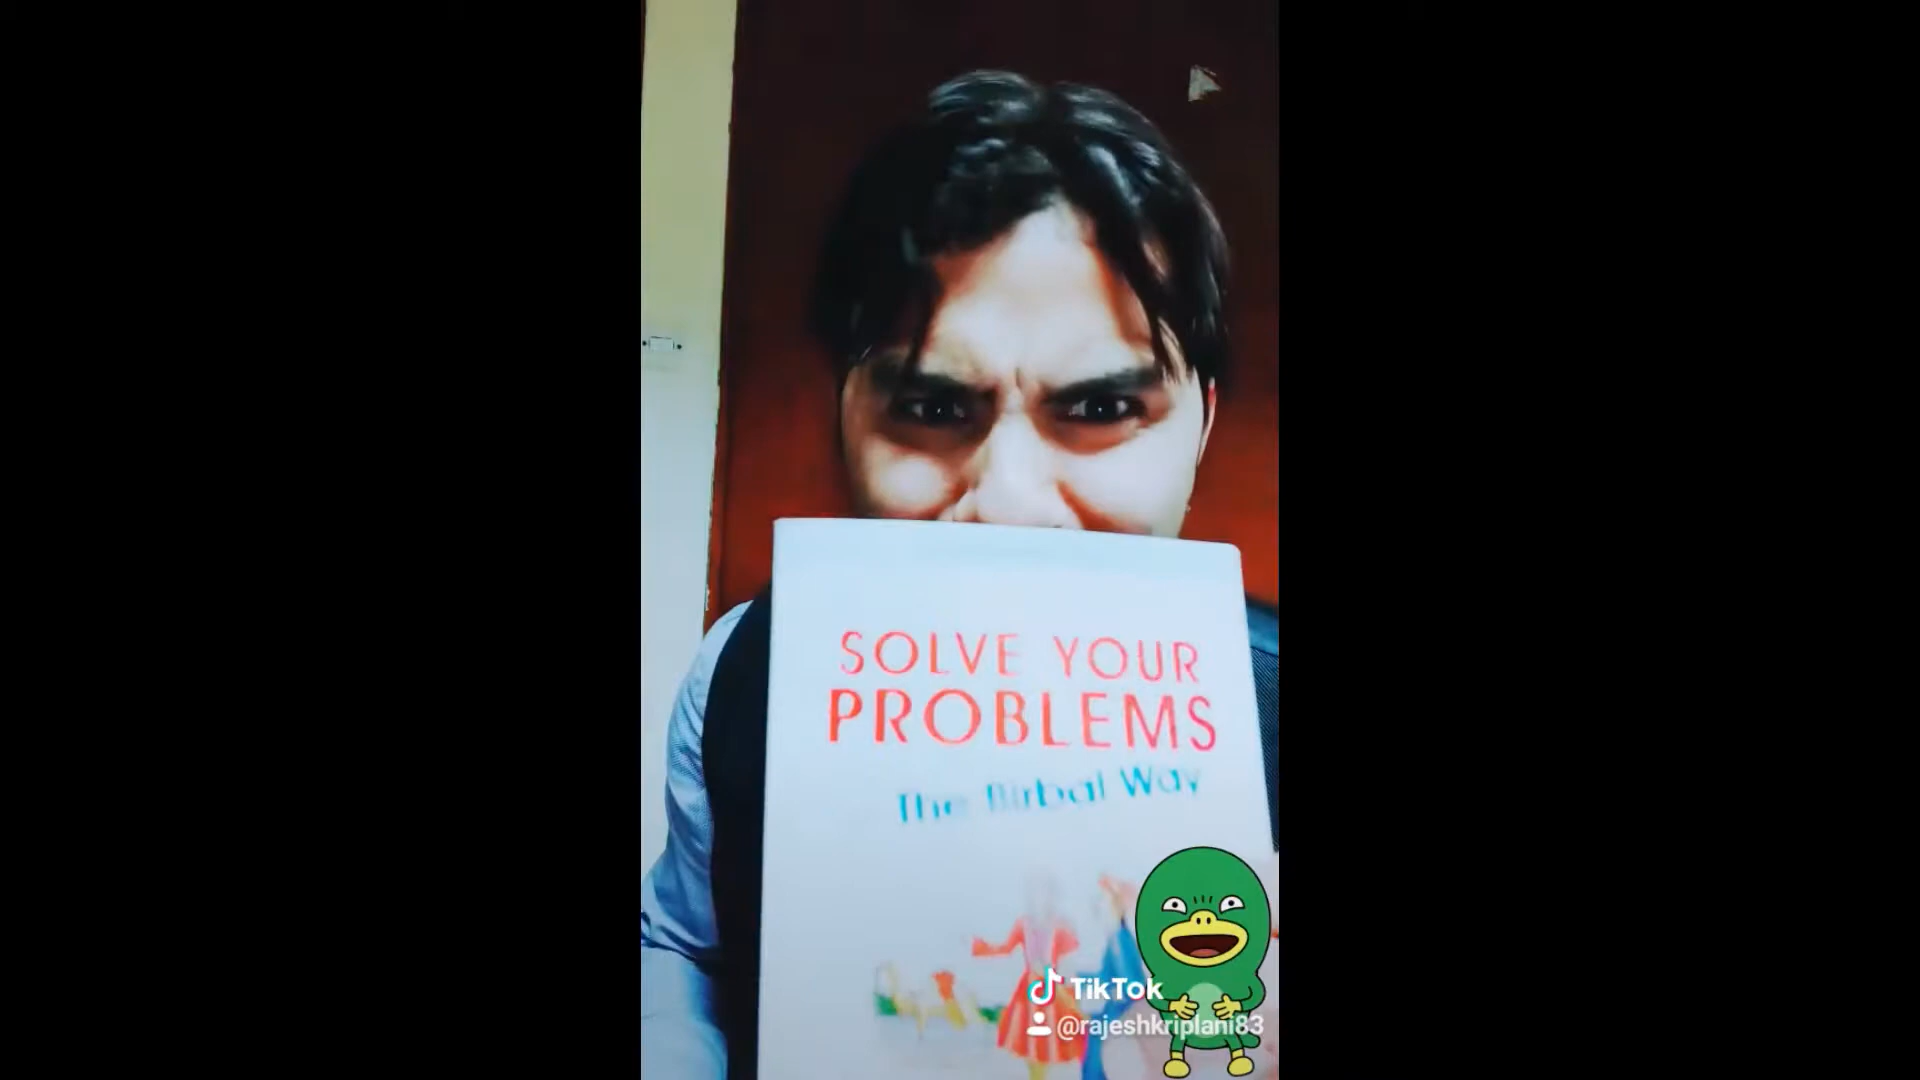 SOLVE YOUR
PROBLEMS
The Birbal Way
TikTok
@rajeshkriplani83